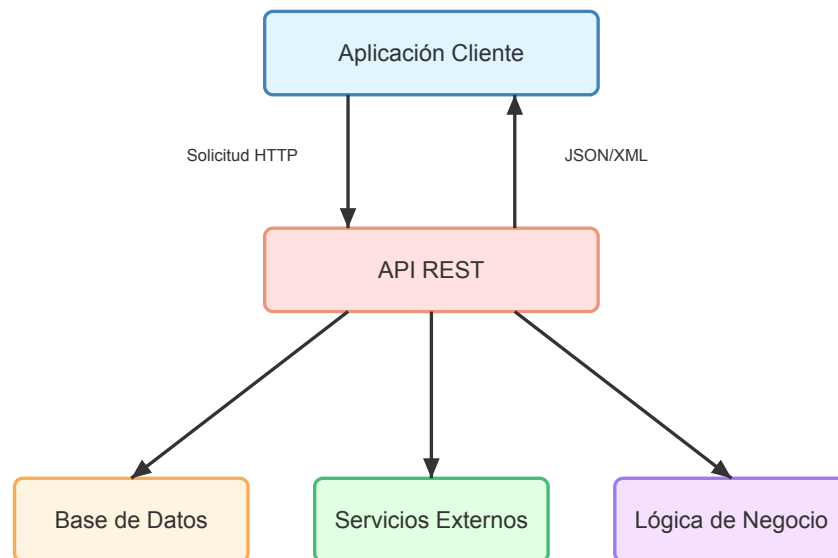 Aplicación Cliente
Solicitud HTTP
JSON/XML
API REST
Base de Datos
Servicios Externos
Lógica de Negocio